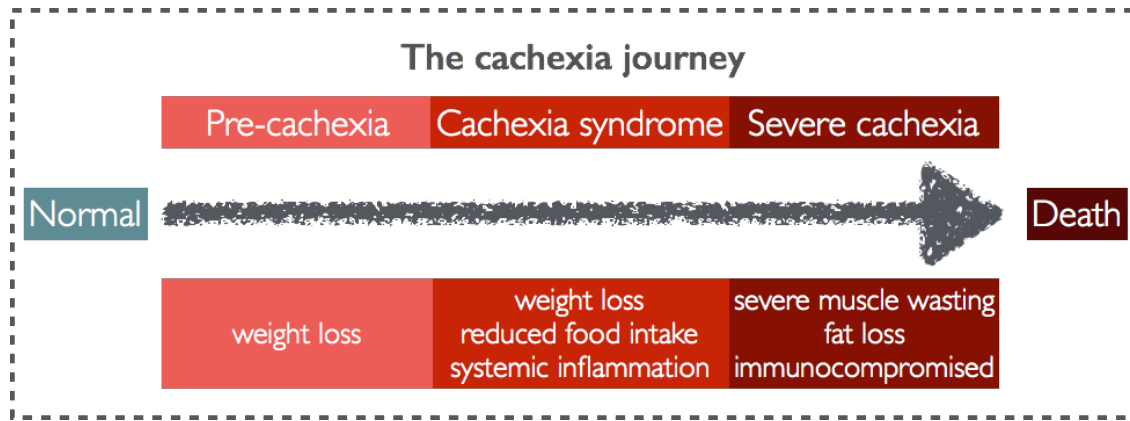 The cachexia journey
Pre-cachexia
Cachexia syndrome
Severe cachexia
Normal
Death
weight loss
weight loss
reduced food intake
systemic inflammation
severe muscle wasting
fat loss
immunocompromised